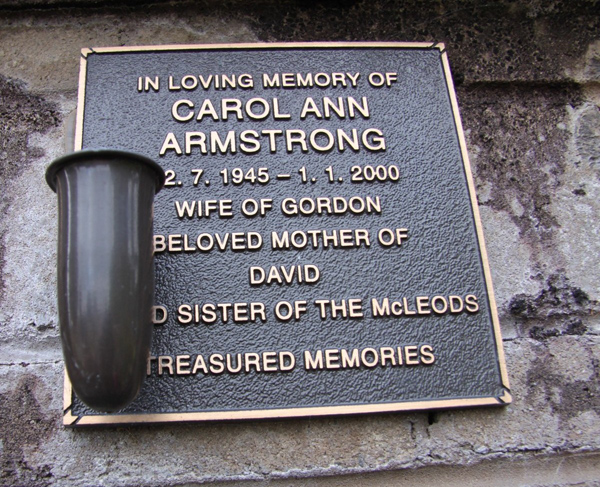 IN LOVING MEMORY OF
CAROL ANN
ARMSTRONG
2. 7. 1945 – 1. 1. 2000
WIFE OF GORDON
BELOVED MOTHER OF
DAVID
SISTER OF THE McLEODS
TREASURED MEMORIES